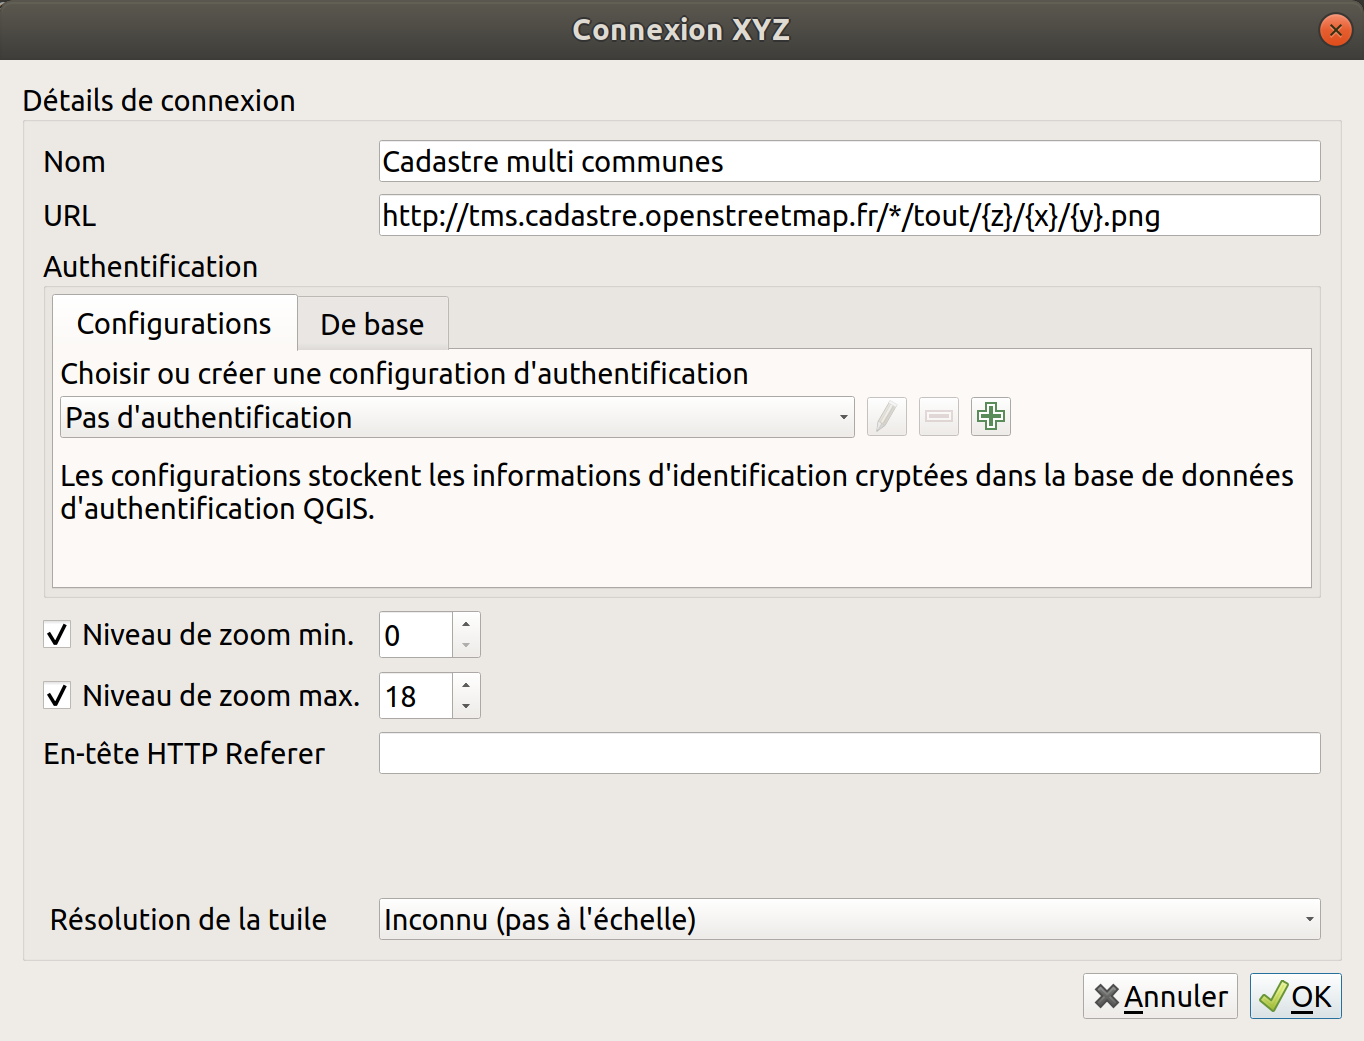 Connexion XYZ
Détails de connexion
Nom Cadastre multi communes
URL http://tms.cadastre.openstreetmap.fr/*/tout/{z}/{x}/{y}.png
Authentification
Configurations De base
Choisir ou créer une configuration d'authentification
Pas d'authentification
Les configurations stockent les informations d'identification cryptées dans la base de données
d'authentification QGIS.
Niveau de zoom min. 0
Niveau de zoom max. 18
En-tête HTTP Referer
Résolution de la tuile Inconnu (pas à l'échelle)
Annuler OK